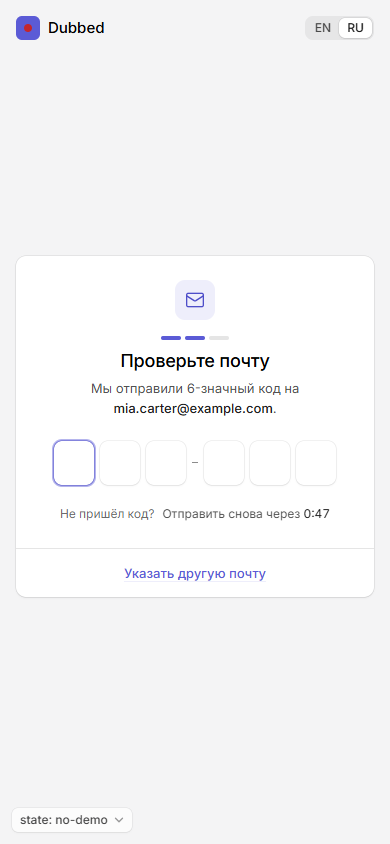 Dubbed
EN RU
Проверьте почту
Мы отправили 6-значный код на
mia.carter@example.com.
–
Не пришёл код? Отправить снова через 0:47
Указать другую почту
state: no-demo